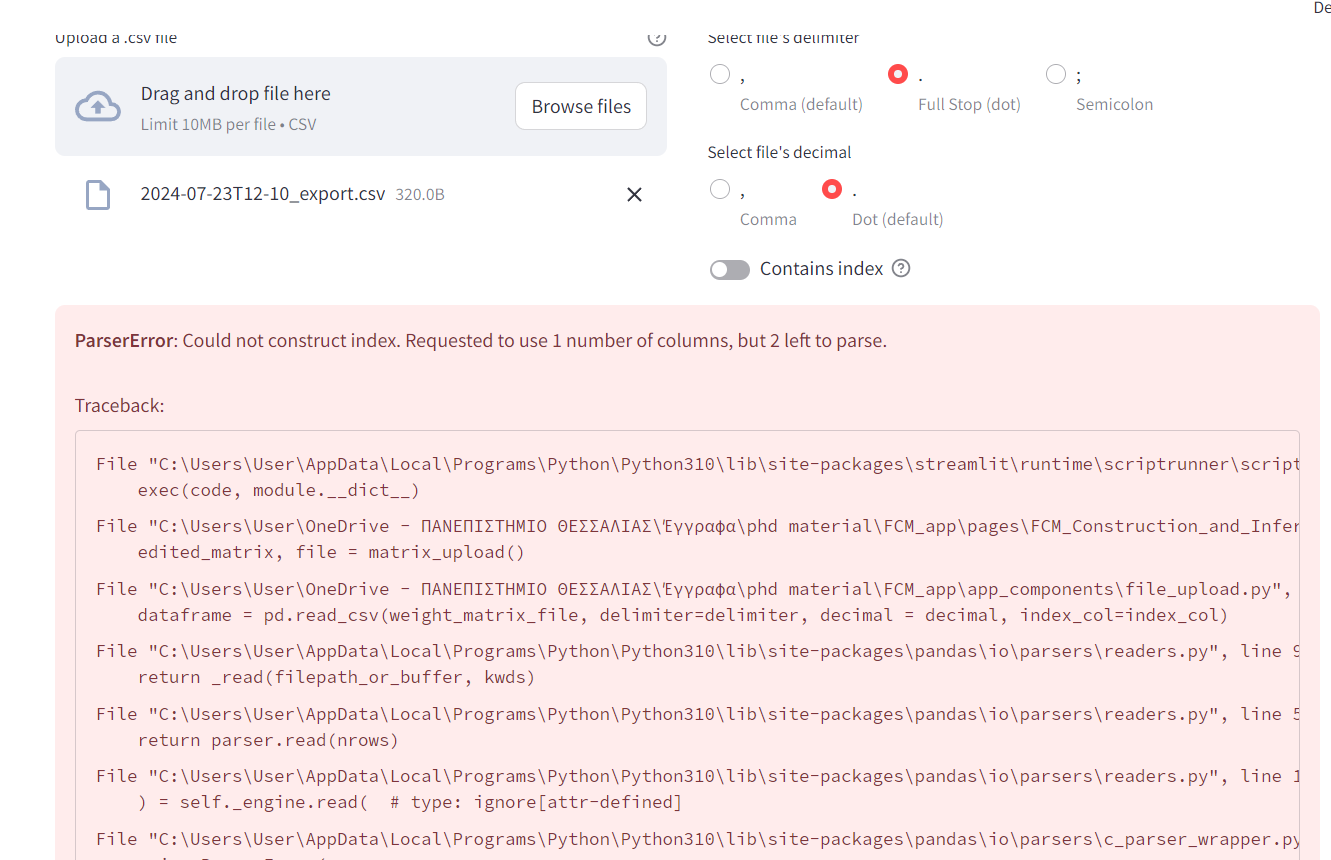 De
Upload a .csv file
Select file's delimiter
Drag and drop file here
Limit 10MB per file • CSV
Browse files
, . ;
Comma (default) Full Stop (dot) Semicolon
Select file's decimal
2024-07-23T12-10_export.csv 320.0B
, .
Comma Dot (default)
Contains index
ParserError: Could not construct index. Requested to use 1 number of columns, but 2 left to parse.
Traceback:
File "C:\Users\User\AppData\Local\Programs\Python\Python310\lib\site-packages\streamlit\runtime\scriptrunner\script
exec(code, module.__dict__)
File "C:\Users\User\OneDrive - ΠΑΝΕΠΙΣΤΗΜΙΟ ΘΕΣΣΑΛΙΑΣ\Έγγραφα\phd material\FCM_app\pages\FCM_Construction_and_Infer
edited_matrix, file = matrix_upload()
File "C:\Users\User\OneDrive - ΠΑΝΕΠΙΣΤΗΜΙΟ ΘΕΣΣΑΛΙΑΣ\Έγγραφα\phd material\FCM_app\app_components\file_upload.py",
dataframe = pd.read_csv(weight_matrix_file, delimiter=delimiter, decimal = decimal, index_col=index_col)
File "C:\Users\User\AppData\Local\Programs\Python\Python310\lib\site-packages\pandas\io\parsers\readers.py", line 9
return _read(filepath_or_buffer, kwds)
File "C:\Users\User\AppData\Local\Programs\Python\Python310\lib\site-packages\pandas\io\parsers\readers.py", line 5
return parser.read(nrows)
File "C:\Users\User\AppData\Local\Programs\Python\Python310\lib\site-packages\pandas\io\parsers\readers.py", line 1
) = self._engine.read(  # type: ignore[attr-defined]
File "C:\Users\User\AppData\Local\Programs\Python\Python310\lib\site-packages\pandas\io\parsers\c_parser_wrapper.py